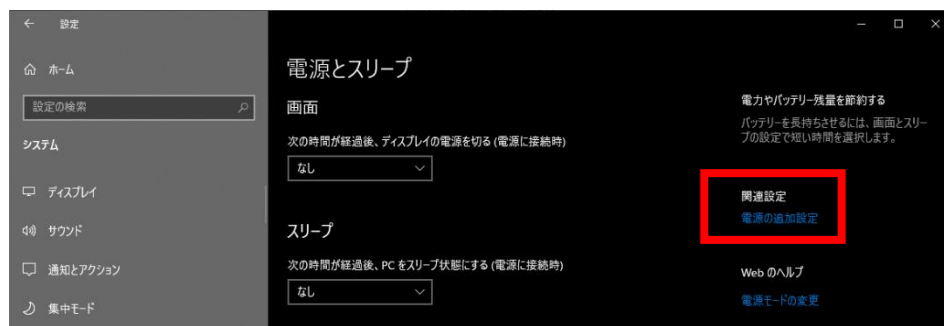 設定
ホーム
設定の検索
システム
ディスプレイ
サウンド
通知とアクション
集中モード
電源とスリープ
画面
次の時間が経過後、ディスプレイの電源を切る (電源に接続時)
なし
スリープ
次の時間が経過後、PC をスリープ状態にする (電源に接続時)
なし
電力やバッテリー残量を節約する
バッテリーを長持ちさせるには、画面とスリー
プの設定で短い時間を選択します。
関連設定
電源の追加設定
Web のヘルプ
電源モードの変更